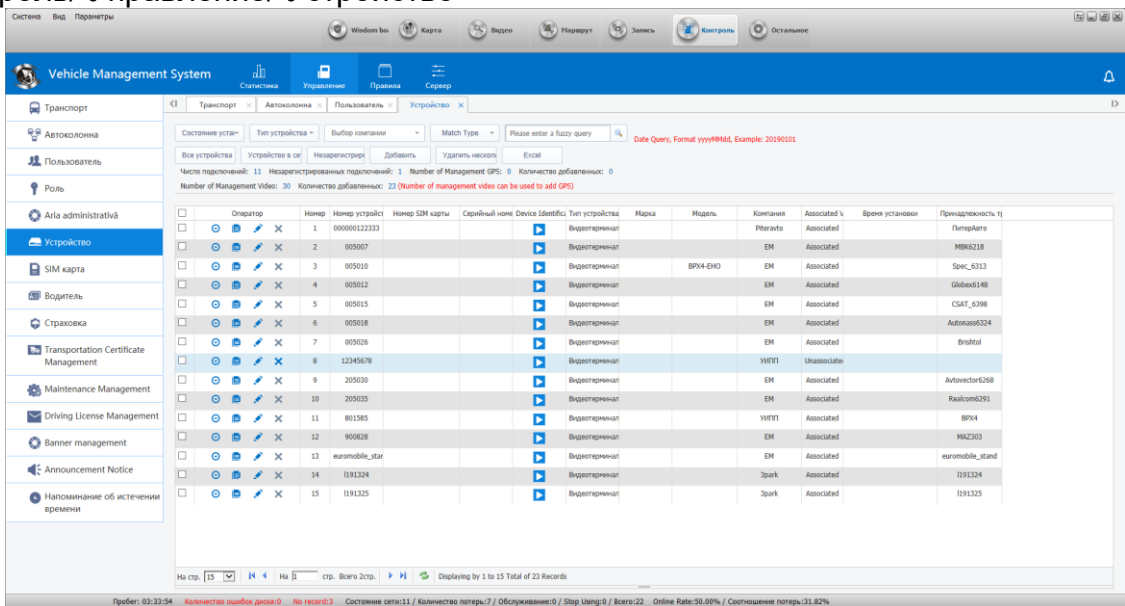 Система Вид Параметры
Wisdom bo Карта Видео Маршрут Запись Контроль Остальное
Vehicle Management System
Статистика Управление Правила Сервер
Транспорт
Автоколонна
Пользователь
Роль
Aria administrativă
Устройство
SIM карта
Водитель
Страховка
Transportation Certificate
Management
Maintenance Management
Driving License Management
Banner management
Announcement Notice
Напоминание об истечении
времени
Транспорт × Автоколонна × Пользователь × Устройство ×
Состояние уста Тип устройства Выбор компании Match Type Please enter a fuzzy query Date Query, Format yyyyMMdd, Example: 20190101
Все устройства Устройство в се Незарегистриро Добавить Удалить нескол Excel
Число подключений: 11 Незарегистрированных подключений: 1 Number of Management GPS: 0 Количество добавленных: 0
Number of Management Video: 30 Количество добавленных: 23 (Number of management video can be used to add GPS)
Оператор Номер Номер устройст Номер SIM карты Серийный номе Device Identifica Тип устройства Марка Модель Компания Associated V Время установки Принадлежность т
1 000000122333 Видеотерминал Piteravto Associated ПитерАвто
2 005007 Видеотерминал EM Associated MBK6218
3 005010 Видеотерминал BPX4-EHO EM Associated Spec_6313
4 005012 Видеотерминал EM Associated Globex6148
5 005015 Видеотерминал EM Associated CSAT_6398
6 005018 Видеотерминал EM Associated Autonass6324
7 005026 Видеотерминал EM Associated Brishtol
8 12345678 Видеотерминал УИПП Unassociate
9 205030 Видеотерминал EM Associated Avtovector6268
10 205035 Видеотерминал EM Associated Realcom6291
11 801585 Видеотерминал УИПП Associated BPX4
12 900828 Видеотерминал EM Associated MAZ303
13 euromobile_star Видеотерминал EM Associated euromobile_stand
14 l191324 Видеотерминал 3park Associated l191324
15 l191325 Видеотерминал 3park Associated l191325
На стр. 15 На 1 стр. Всего 2стр. Displaying by 1 to 15 Total of 23 Records
Пробег: 03:33:54 Количество ошибок диска:0 No record:3 Состояние сети:11 / Количество потерь:7 / Обслуживание:0 / Stop Using:0 / Всего:22 Online Rate:50.00% / Соотношение потерь:31.82%